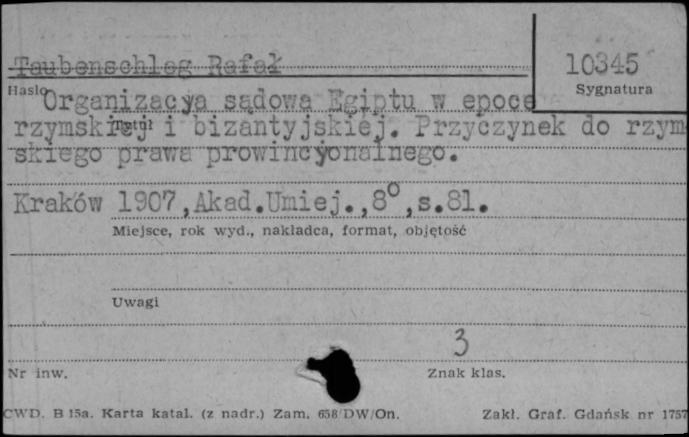 Taubenschlag Rafał
10345
Hasło
Sygnatura
Organizacya sądowa Egiptu w epoce
rzymskiej i bizantyjskiej. Przyczynek do rzym
Tytuł
skiego prawa prowincyonalnego.
Kraków 1907, Akad. Umiej., 8°, s. 81.
Miejsce, rok wyd., nakładca, format, objętość
Uwagi
3
Nr inw.
Znak klas.
CWD. B 15a. Karta katal. (z nadr.) Zam. 658/DW/On.
Zakł. Graf. Gdańsk nr 1757